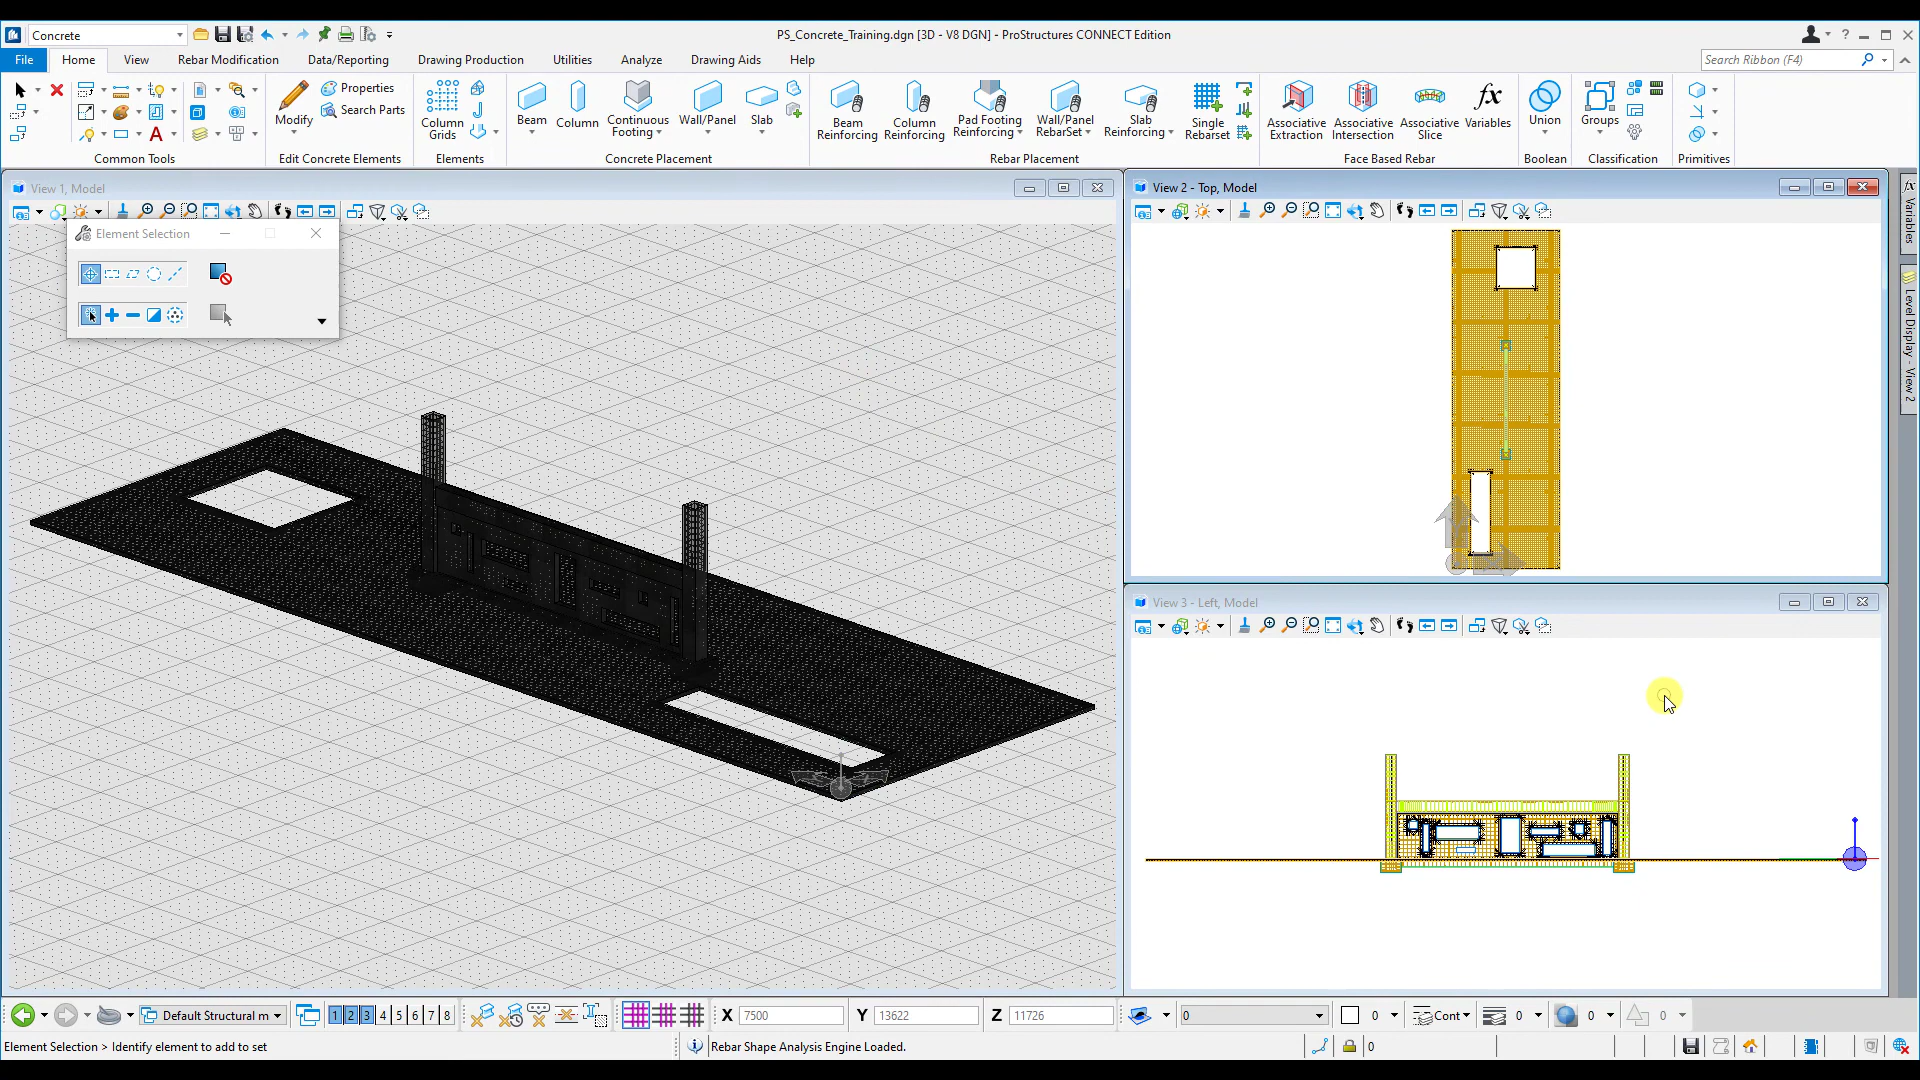 Concrete
PS_Concrete_Training.dgn [3D - V8 DGN] - ProStructures CONNECT Edition
File Home View Rebar Modification Data/Reporting Drawing Production Utilities Analyze Drawing Aids Help
Search Ribbon (F4)
Modify
Properties
Search Parts
Column Grids
Beam
Column
Continuous Footing
Wall/Panel
Slab
Beam Reinforcing
Column Reinforcing
Pad Footing Reinforcing
Wall/Panel RebarSet
Slab Reinforcing
Single Rebarset
Associative Extraction
Associative Intersection
Associative Slice
Variables
Union
Groups
Common Tools
Edit Concrete Elements
Elements
Concrete Placement
Rebar Placement
Face Based Rebar
Boolean
Classification
Primitives
View 1, Model
View 2 - Top, Model
Element Selection
Variables
Level Display - View 2
View 3 - Left, Model
Default Structural m
1 2 3 4 5 6 7 8
X 7500
Y 13622
Z 11726
0
0
Cont
0
0
0
Element Selection > Identify element to add to set
Rebar Shape Analysis Engine Loaded.
0